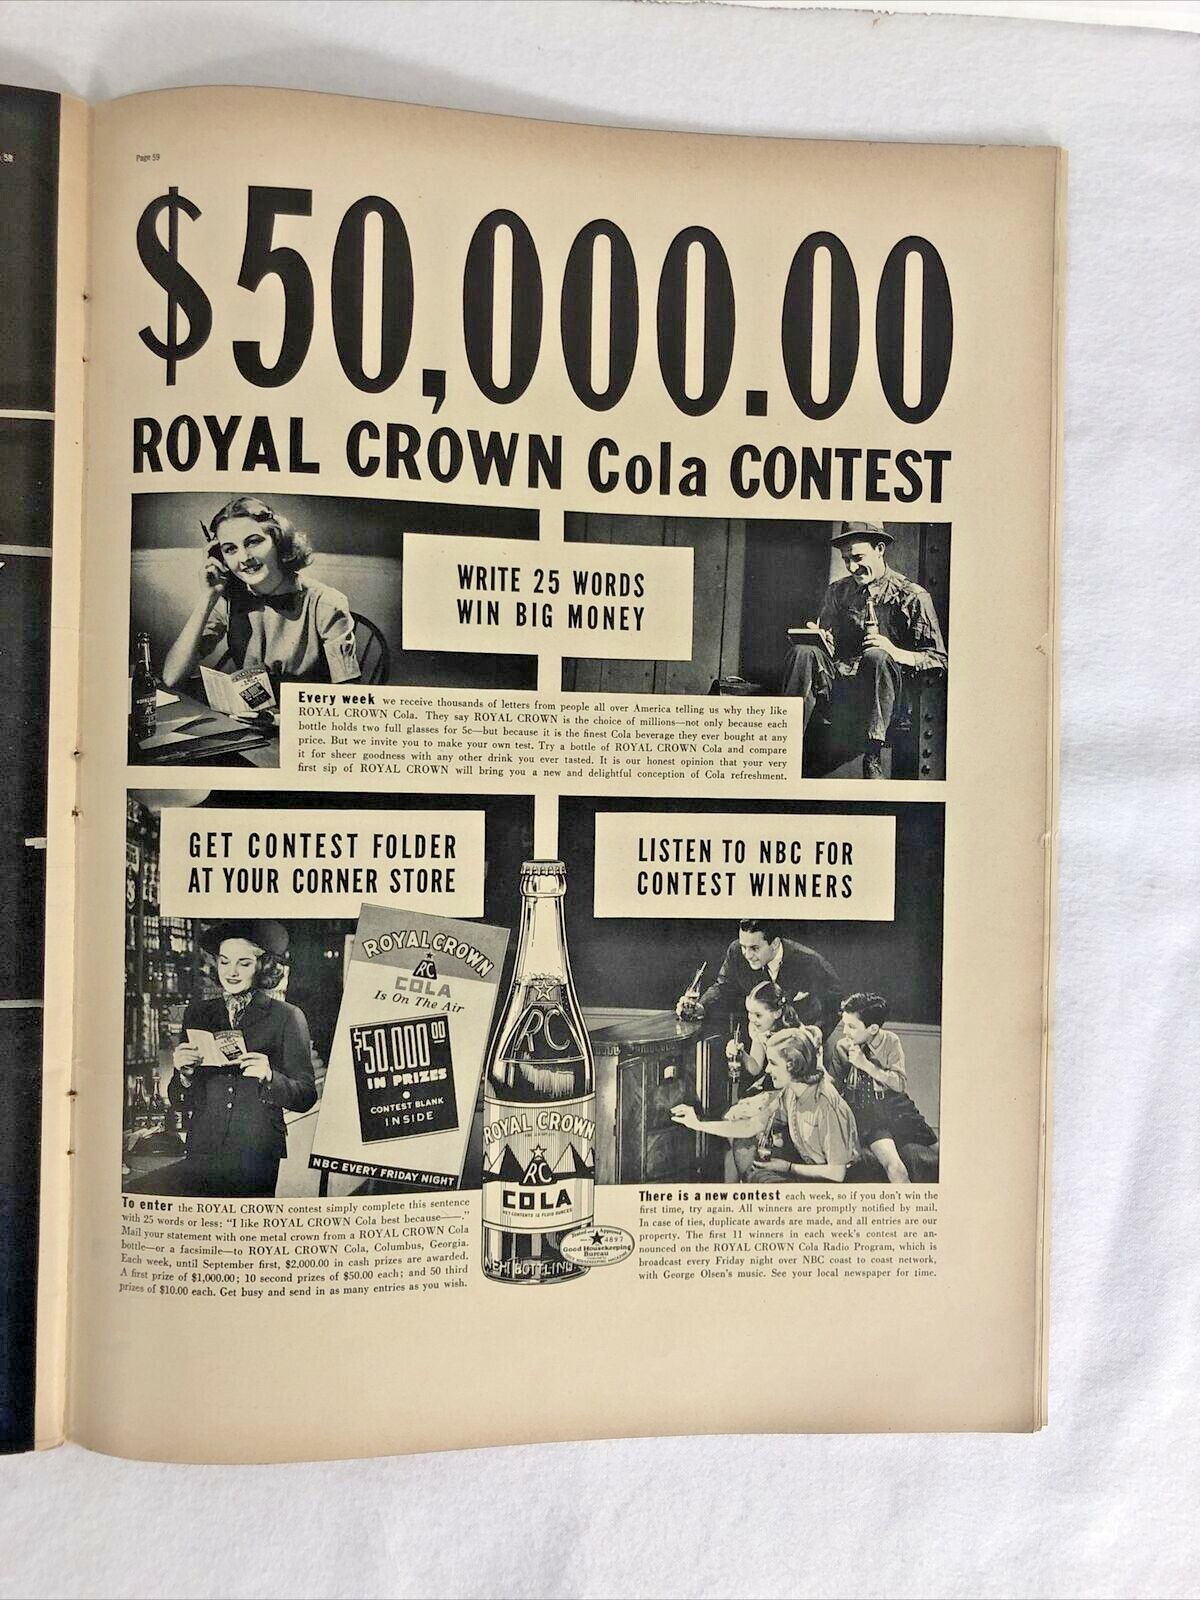 58
Page 59
$50,000.00
ROYAL CROWN Cola CONTEST
WRITE 25 WORDS
WIN BIG MONEY
Every week we receive thousands of letters from people all over America telling us why they like
ROYAL CROWN Cola. They say ROYAL CROWN is the choice of millions—not only because each
bottle holds two full glasses for 5c—but because it is the finest Cola beverage they ever bought at any
price. But we invite you to make your own test. Try a bottle of ROYAL CROWN Cola and compare
it for sheer goodness with any other drink you ever tasted. It is our honest opinion that your very
first sip of ROYAL CROWN will bring you a new and delightful conception of Cola refreshment.
GET CONTEST FOLDER
AT YOUR CORNER STORE
LISTEN TO NBC FOR
CONTEST WINNERS
ROYAL CROWN
RC
COLA
Is On The Air
$50,000.00
IN PRIZES
CONTEST BLANK
INSIDE
NBC EVERY FRIDAY NIGHT
RC
ROYAL CROWN
RC
COLA
NET CONTENTS 12 FLUID OUNCES
NEHI BOTTLING
Tested and Approved
4897
Good Housekeeping
Bureau
GOOD HOUSEKEEPING MAGAZINE
To enter the ROYAL CROWN contest simply complete this sentence
with 25 words or less: "I like ROYAL CROWN Cola best because——."
Mail your statement with one metal crown from a ROYAL CROWN Cola
bottle—or a facsimile—to ROYAL CROWN Cola, Columbus, Georgia.
Each week, until September first, $2,000.00 in cash prizes are awarded.
A first prize of $1,000.00; 10 second prizes of $50.00 each; and 50 third
prizes of $10.00 each. Get busy and send in as many entries as you wish.
There is a new contest each week, so if you don't win the
first time, try again. All winners are promptly notified by mail.
In case of ties, duplicate awards are made, and all entries are our
property. The first 11 winners in each week's contest are an-
nounced on the ROYAL CROWN Cola Radio Program, which is
broadcast every Friday night over NBC coast to coast network,
with George Olsen's music. See your local newspaper for time.